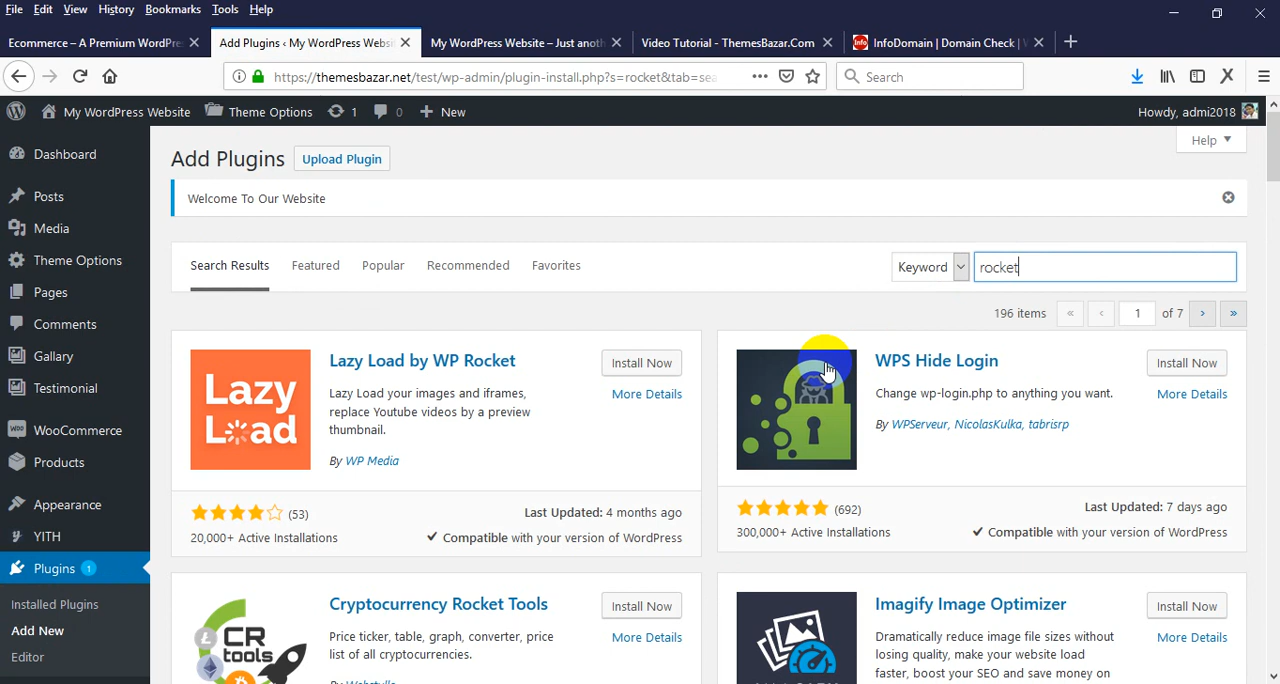 File Edit View History Bookmarks Tools Help
Ecommerce – A Premium WordPre
Add Plugins ‹ My WordPress Websi
My WordPress Website – Just anoth
Video Tutorial - ThemesBazar.Com
Info InfoDomain | Domain Check |
https://themesbazar.net/test/wp-admin/plugin-install.php?s=rocket&tab=sea
Search
My WordPress Website Theme Options 1 0 New
Howdy, admi2018
Dashboard
Posts
Media
Theme Options
Pages
Comments
Gallary
Testimonial
WooCommerce
Products
Appearance
YITH
Plugins 1
Installed Plugins
Add New
Editor
Help
Add Plugins Upload Plugin
Welcome To Our Website
Search Results Featured Popular Recommended Favorites
Keyword rocket
196 items « ‹ 1 of 7 › »
Lazy Load
Lazy Load by WP Rocket
Install Now
More Details
Lazy Load your images and iframes,
replace Youtube videos by a preview
thumbnail.
By WP Media
(53)
Last Updated: 4 months ago
20,000+ Active Installations
Compatible with your version of WordPress
WPS Hide Login
Install Now
More Details
Change wp-login.php to anything you want.
By WPServeur, NicolasKulka, tabrisrp
(692)
Last Updated: 7 days ago
300,000+ Active Installations
Compatible with your version of WordPress
CR
tools
Cryptocurrency Rocket Tools
Install Now
More Details
Price ticker, table, graph, converter, price
list of all cryptocurrencies.
Imagify Image Optimizer
Install Now
More Details
Dramatically reduce image file sizes without
losing quality, make your website load
faster, boost your SEO and save money on